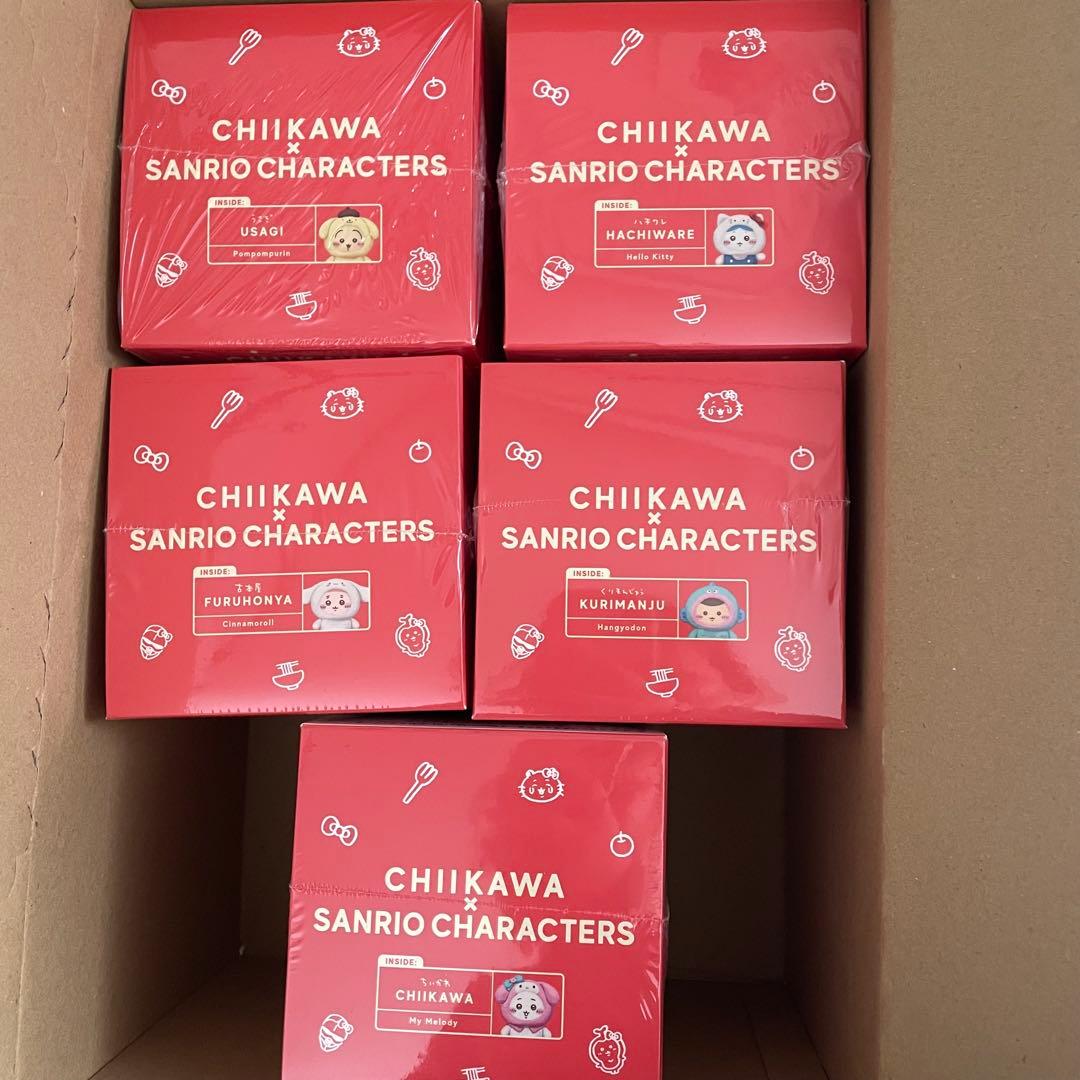 CHIIKAWA
×
SANRIO CHARACTERS
INSIDE:
うさぎ
USAGI
Pompompurin
CHIIKAWA
×
SANRIO CHARACTERS
INSIDE:
ハチワレ
HACHIWARE
Hello Kitty
CHIIKAWA
×
SANRIO CHARACTERS
INSIDE:
古本屋
FURUHONYA
Cinnamoroll
CHIIKAWA
×
SANRIO CHARACTERS
INSIDE:
くりまんじゅう
KURIMANJU
Hangyodon
CHIIKAWA
×
SANRIO CHARACTERS
INSIDE:
ちいかわ
CHIIKAWA
My Melody